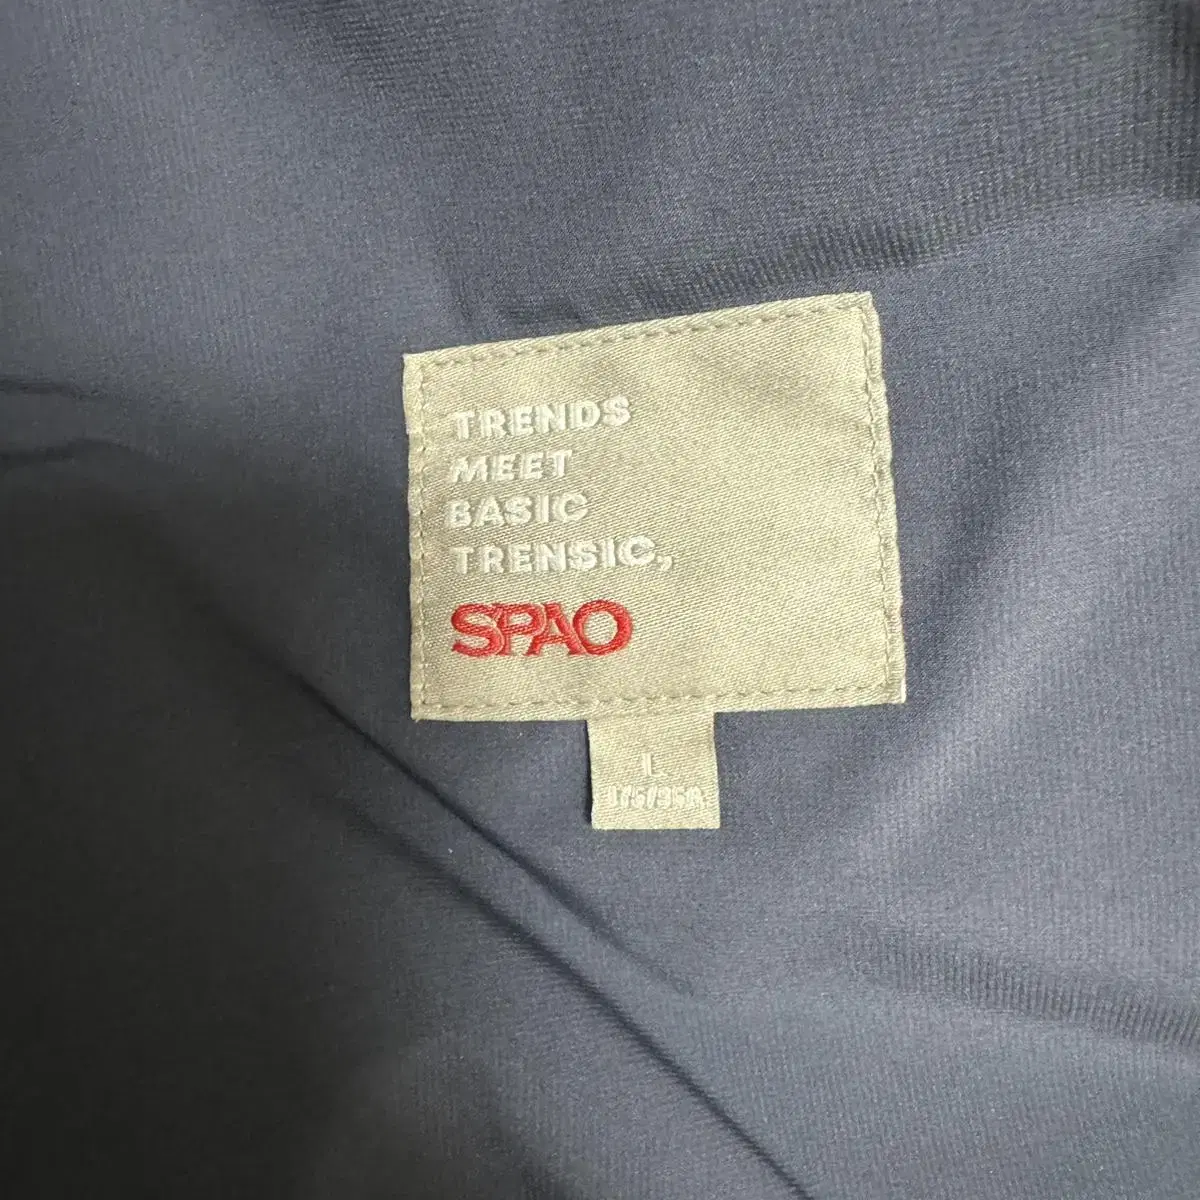 TRENDS
MEET
BASIC
TRENSIC,
SPAO
L